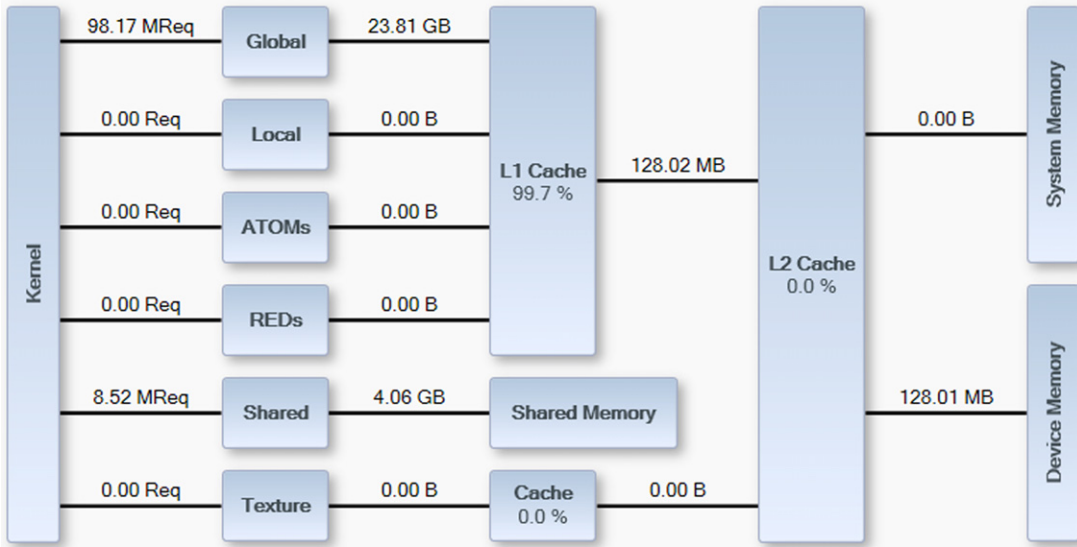 98.17 MReq
Global
23.81 GB
0.00 Req
Local
0.00 B
0.00 Req
ATOMs
0.00 B
0.00 Req
REDs
0.00 B
8.52 MReq
Shared
4.06 GB
Shared Memory
0.00 Req
Texture
0.00 B
Cache
0.0 %
0.00 B
Kernel
L1 Cache
99.7 %
128.02 MB
L2 Cache
0.0 %
0.00 B
System Memory
128.01 MB
Device Memory